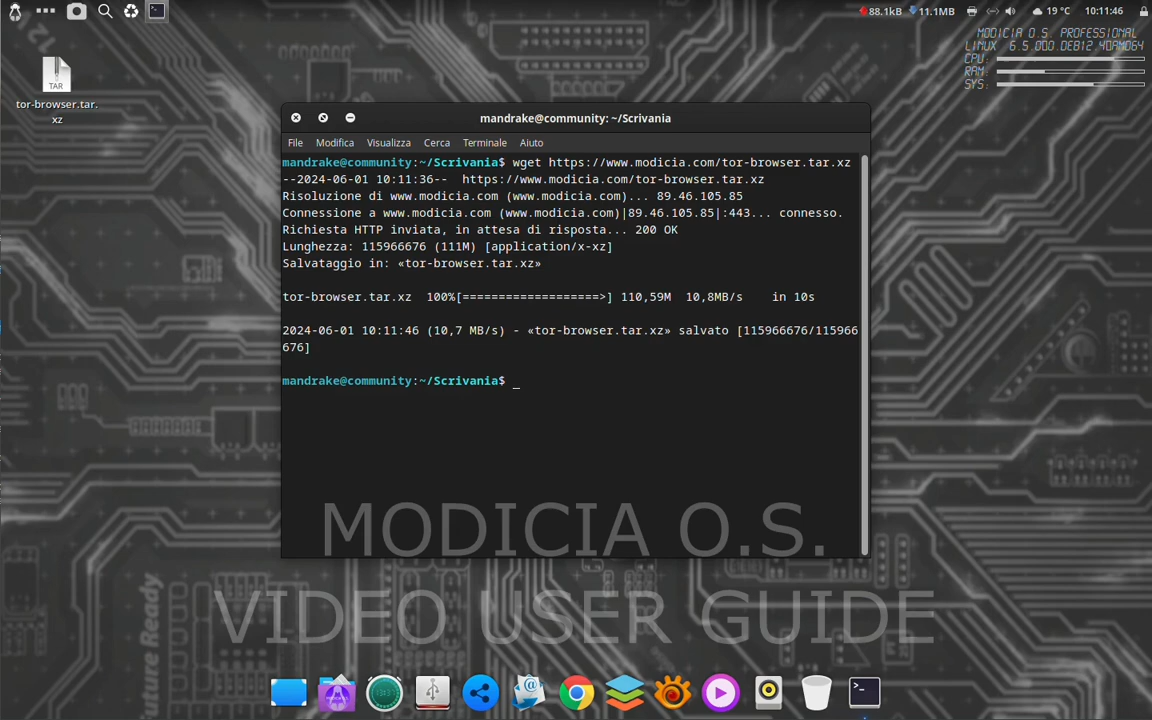 88.1kB 11.1MB 19 °C 10:11:46
MODICIA O.S. PROFESSIONAL
LINUX 6.5.000 DEB12.4DAMD64
CPU:
RAM:
SYS:
TAR
tor-browser.tar.
xz
mandrake@community: ~/Scrivania
File Modifica Visualizza Cerca Terminale Aiuto
mandrake@community:~/Scrivania$ wget https://www.modicia.com/tor-browser.tar.xz
--2024-06-01 10:11:36-- https://www.modicia.com/tor-browser.tar.xz
Risoluzione di www.modicia.com (www.modicia.com)... 89.46.105.85
Connessione a www.modicia.com (www.modicia.com)|89.46.105.85|:443... connesso.
Richiesta HTTP inviata, in attesa di risposta... 200 OK
Lunghezza: 115966676 (111M) [application/x-xz]
Salvataggio in: «tor-browser.tar.xz»
tor-browser.tar.xz 100%[===================>] 110,59M 10,8MB/s in 10s
2024-06-01 10:11:46 (10,7 MB/s) - «tor-browser.tar.xz» salvato [115966676/115966
676]
mandrake@community:~/Scrivania$ _
MODICIA O.S.
VIDEO USER GUIDE
Future Ready